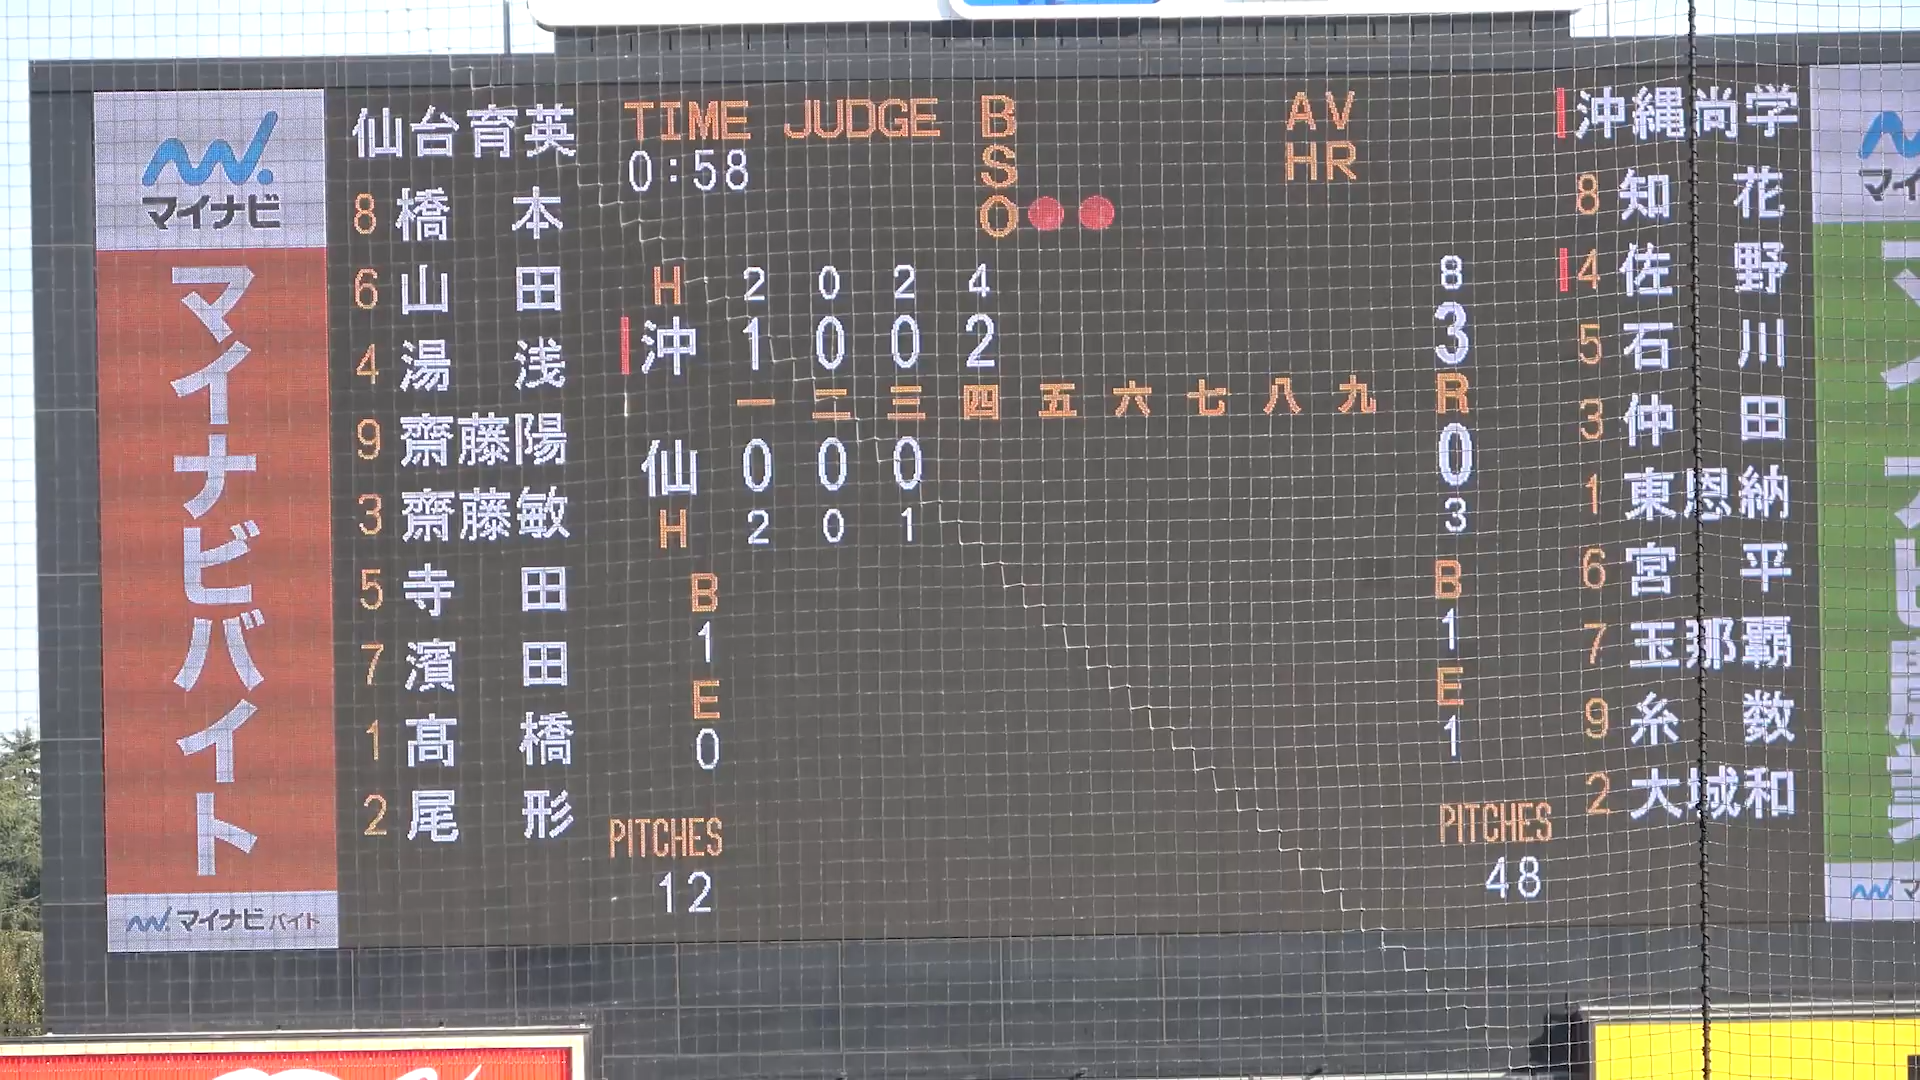 マイナビ
マイナビバイト
マイナビバイト
仙台育英
8 橋本
6 山田
4 湯浅
9 齋藤陽
3 齋藤敏
5 寺田
7 濱田
1 髙橋
2 尾形
TIME JUDGE B
0:58 S
O
AV
HR
H 2 0 2 4 8
沖 1 0 0 2 3
一 二 三 四 五 六 七 八 九 R
仙 0 0 0 0
H 2 0 1 3
B B
1 1
E E
0 1
PITCHES PITCHES
12 48
沖縄尚学
8 知花
4 佐野
5 石川
3 仲田
1 東恩納
6 宮平
7 玉那覇
9 糸数
2 大城和